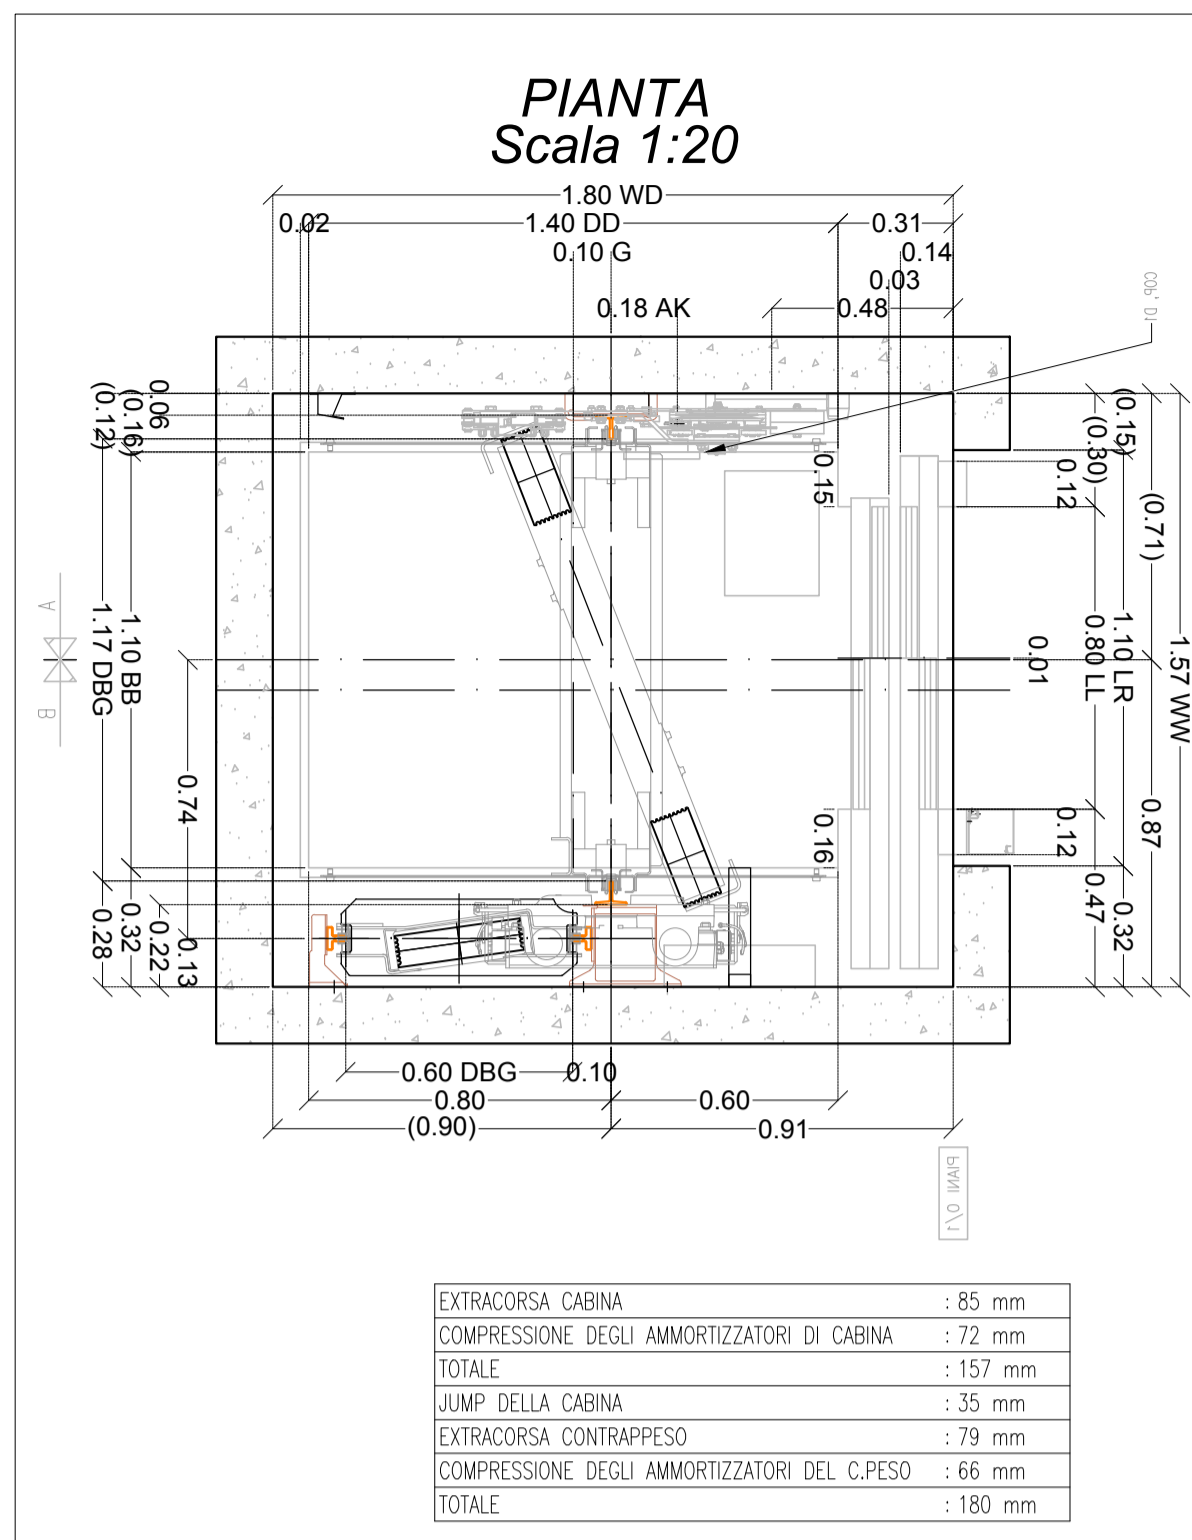 PIANTA
Scala 1:20
1.80 WD
0.02
1.40 DD
0.31
0.10 G
0.14
0.03
0.18 AK
0.48
COP, DI
0.06
(0.16)
(0.12)
(0.15)
(0.30)
0.15
0.12
(0.71)
A
B
1.17 DBG
1.10 BB
0.74
0.01
1.10 LR
0.80 LL
1.57 WW
0.16
0.12
0.87
0.28
0.32
0.22
0.13
0.47
0.32
0.60 DBG
0.10
0.80
0.60
(0.90)
0.91
PIANI 0/1
EXTRACORSA CABINA : 85 mm
COMPRESSIONE DEGLI AMMORTIZZATORI DI CABINA : 72 mm
TOTALE : 157 mm
JUMP DELLA CABINA : 35 mm
EXTRACORSA CONTRAPPESO : 79 mm
COMPRESSIONE DEGLI AMMORTIZZATORI DEL C.PESO : 66 mm
TOTALE : 180 mm